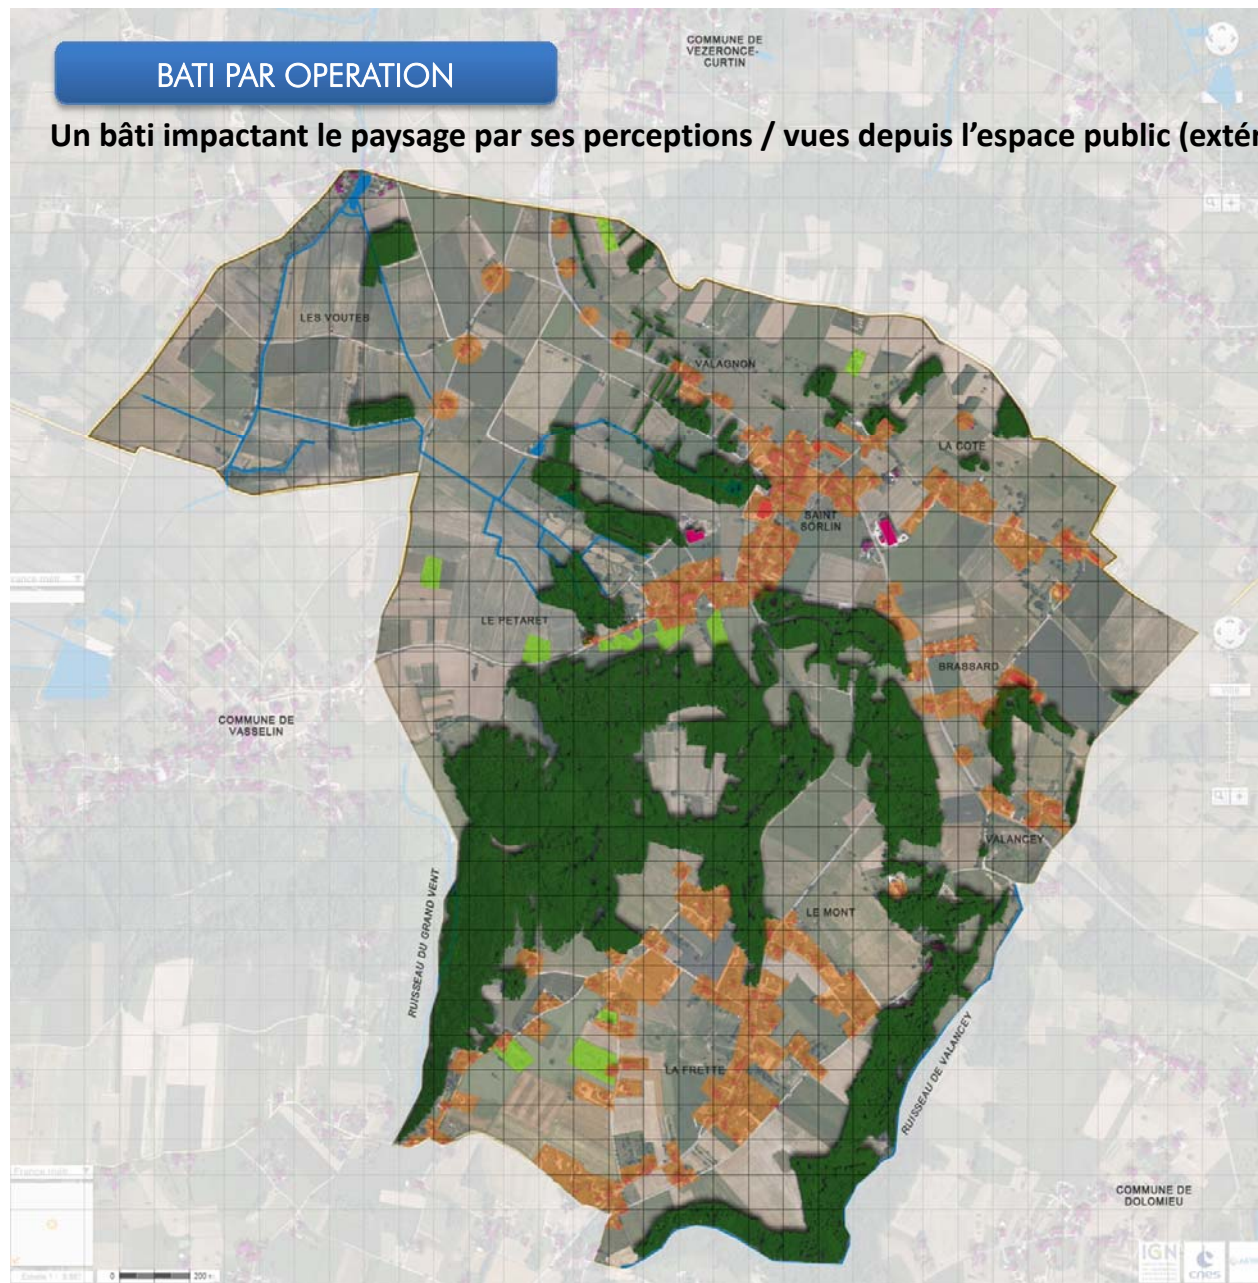 COMMUNE DE
VEZERONCE-
CURTIN
BATI PAR OPERATION
Un bâti impactant le paysage par ses perceptions / vues depuis l'espace public (extér
LES VOUTES
VALAGNON
LA COTE
SAINT
SORLIN
LE PETARET
BRASSARD
COMMUNE DE
VASSELIN
VALANCEY
LE MONT
RUISSEAU DU GRAND VENT
LA FRETTE
RUISSEAU DE VALANCEY
COMMUNE DE
DOLOMIEU
IGN
cnes
0 200 m